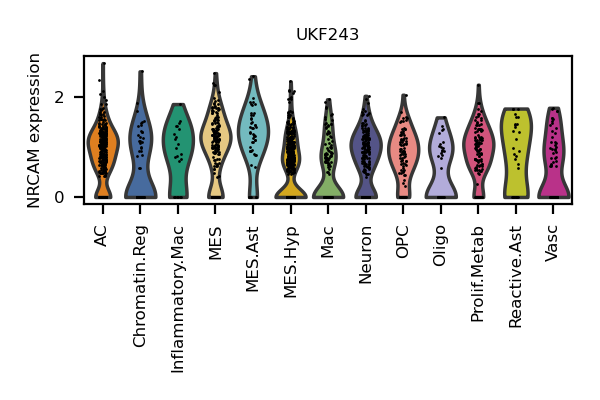 UKF243
NRCAM expression
2
0
AC
Chromatin.Reg
Inflammatory.Mac
MES
MES.Ast
MES.Hyp
Mac
Neuron
OPC
Oligo
Prolif.Metab
Reactive.Ast
Vasc